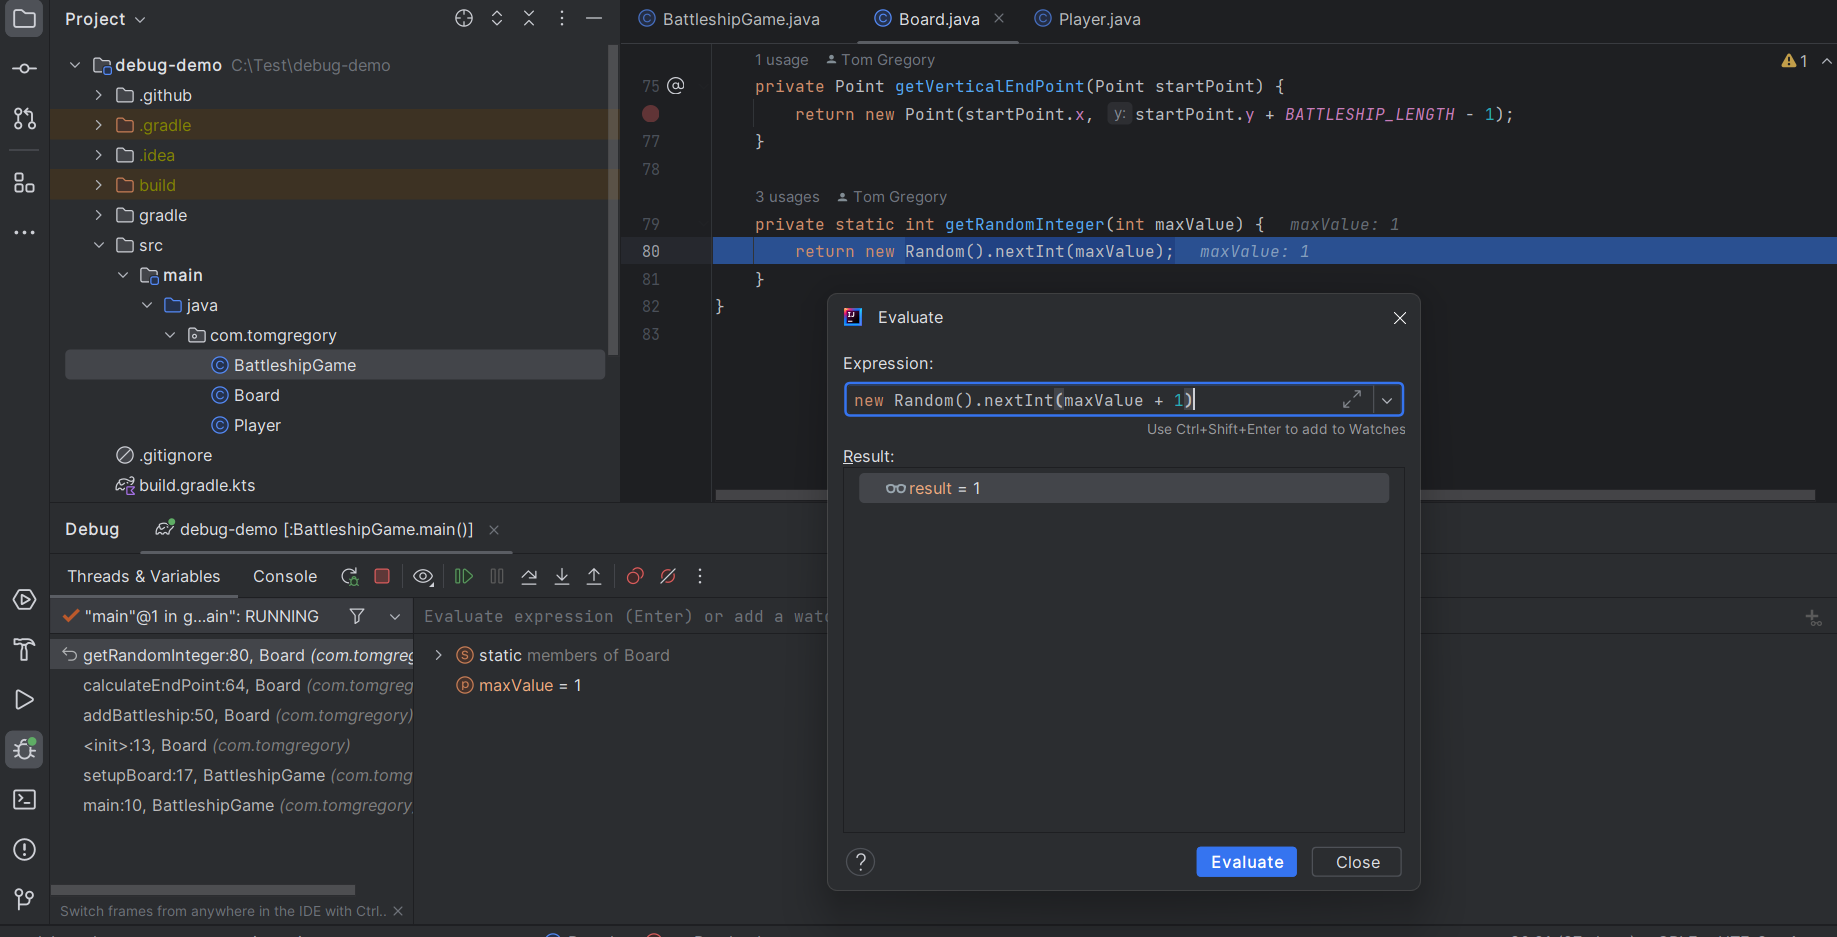 Project
debug-demo C:\Test\debug-demo
.github
.gradle
.idea
build
gradle
src
main
java
com.tomgregory
BattleshipGame
Board
Player
.gitignore
build.gradle.kts
BattleshipGame.java Board.java Player.java
1 usage Tom Gregory
1
75 @ private Point getVerticalEndPoint(Point startPoint) {
return new Point(startPoint.x, y: startPoint.y + BATTLESHIP_LENGTH - 1);
77 }
78
3 usages Tom Gregory
79 private static int getRandomInteger(int maxValue) { maxValue: 1
80 return new Random().nextInt(maxValue); maxValue: 1
81 }
82 }
83
Evaluate
Expression:
new Random().nextInt(maxValue + 1)
Use Ctrl+Shift+Enter to add to Watches
Result:
result = 1
Evaluate Close
Debug debug-demo [:BattleshipGame.main()]
Threads & Variables Console
"main"@1 in g...ain": RUNNING
Evaluate expression (Enter) or add a
getRandomInteger:80, Board
calculateEndPoint:64, Board
addBattleship:50, Board (com.tomgregory)
<init>:13, Board (com.tomgregory)
setupBoard:17, BattleshipGame
main:10, BattleshipGame (com.tomgregory
static members of Board
maxValue = 1
Switch frames from anywhere in the IDE with Ctrl..